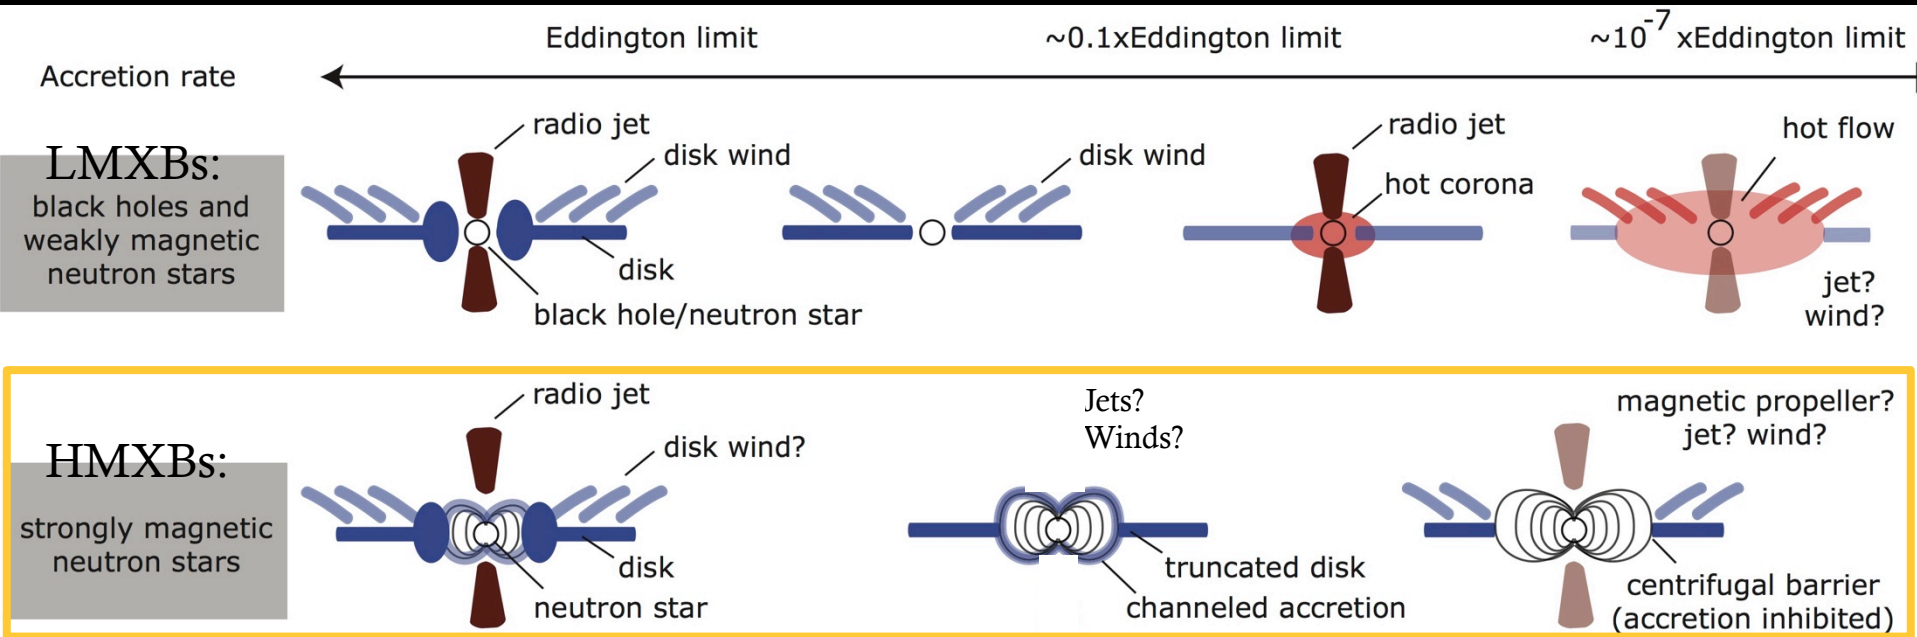 Eddington limit
~0.1xEddington limit
~10^-7 xEddington limit
Accretion rate
LMXBs:
black holes and
weakly magnetic
neutron stars
radio jet
disk wind
disk
black hole/neutron star
disk wind
radio jet
hot corona
hot flow
jet?
wind?
HMXBs:
strongly magnetic
neutron stars
radio jet
disk wind?
disk
neutron star
Jets?
Winds?
truncated disk
channeled accretion
magnetic propeller?
jet? wind?
centrifugal barrier
(accretion inhibited)